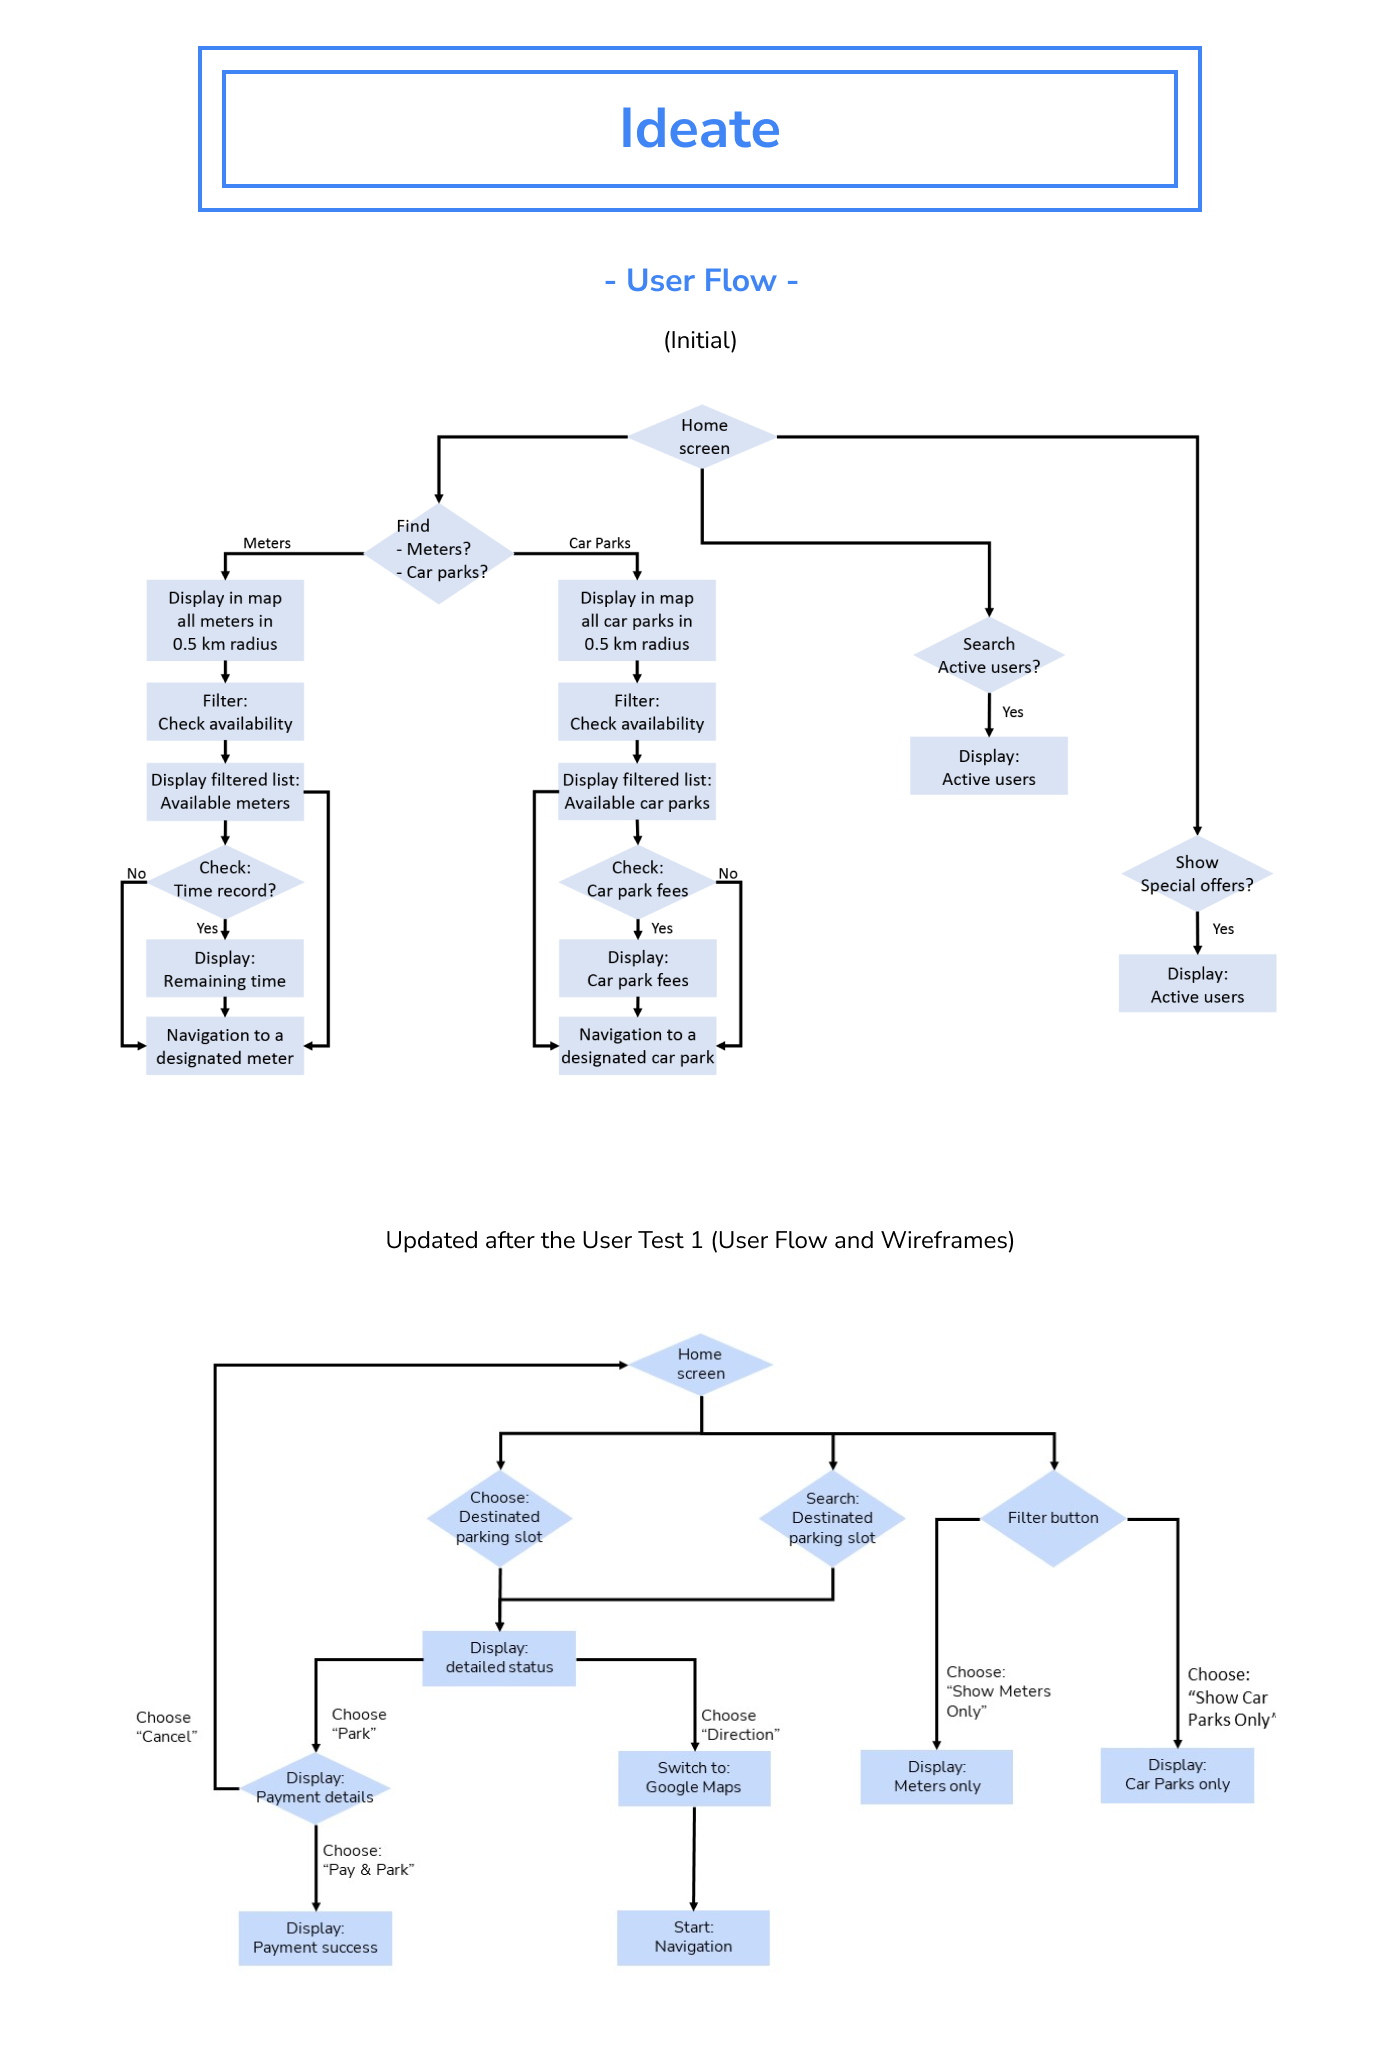 Ideate
- User Flow -
(Initial)
Home
screen
Find
- Meters?
- Car parks?
Meters
Car Parks
Display in map
all meters in
0.5 km radius
Filter:
Check availability
Display filtered list:
Available meters
Check:
Time record?
No
Yes
Display:
Remaining time
Navigation to a
designated meter
Display in map
all car parks in
0.5 km radius
Filter:
Check availability
Display filtered list:
Available car parks
Check:
Car park fees
No
Yes
Display:
Car park fees
Navigation to a
designated car park
Search
Active users?
Yes
Display:
Active users
Show
Special offers?
Yes
Display:
Active users
Updated after the User Test 1 (User Flow and Wireframes)
Home
screen
Choose:
Destinated
parking slot
Search:
Destinated
parking slot
Filter button
Display:
detailed status
Choose
“Cancel”
Choose
“Park”
Choose
“Direction”
Choose:
“Show Meters
Only”
Choose:
“Show Car
Parks Only”
Display:
Payment details
Switch to:
Google Maps
Display:
Meters only
Display:
Car Parks only
Choose:
“Pay & Park”
Display:
Payment success
Start:
Navigation